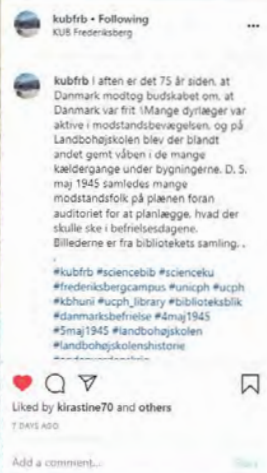 kubfrb • Following
KUB Frederiksberg
kubfrb I aften er det 75 år siden, at
Danmark modtog budskabet om, at
Danmark var frit. Mange dyrlæger var
aktive i modstandsbevægelsen, og på
Landbohøjskolen blev der blandt
andet gemt våben i de mange
kældergange under bygningerne. D. 5.
maj 1945 samledes mange
modstandsfolk på plænen foran
auditoriet for at planlægge, hvad der
skulle ske i befrielsesdagene.
Billederne er fra bibliotekets samling. .
.
#kubfrb #sciencebib #scienceku
#frederiksbergcampus #unicph #ucph
#kbhuni #ucph_library #biblioteksblik
#danmarksbefrielse #4maj1945
#5maj1945 #landbohøjskolen
#landbohøjskolenshistorie
Liked by kirastine70 and others
7 DAYS AGO
Add a comment...